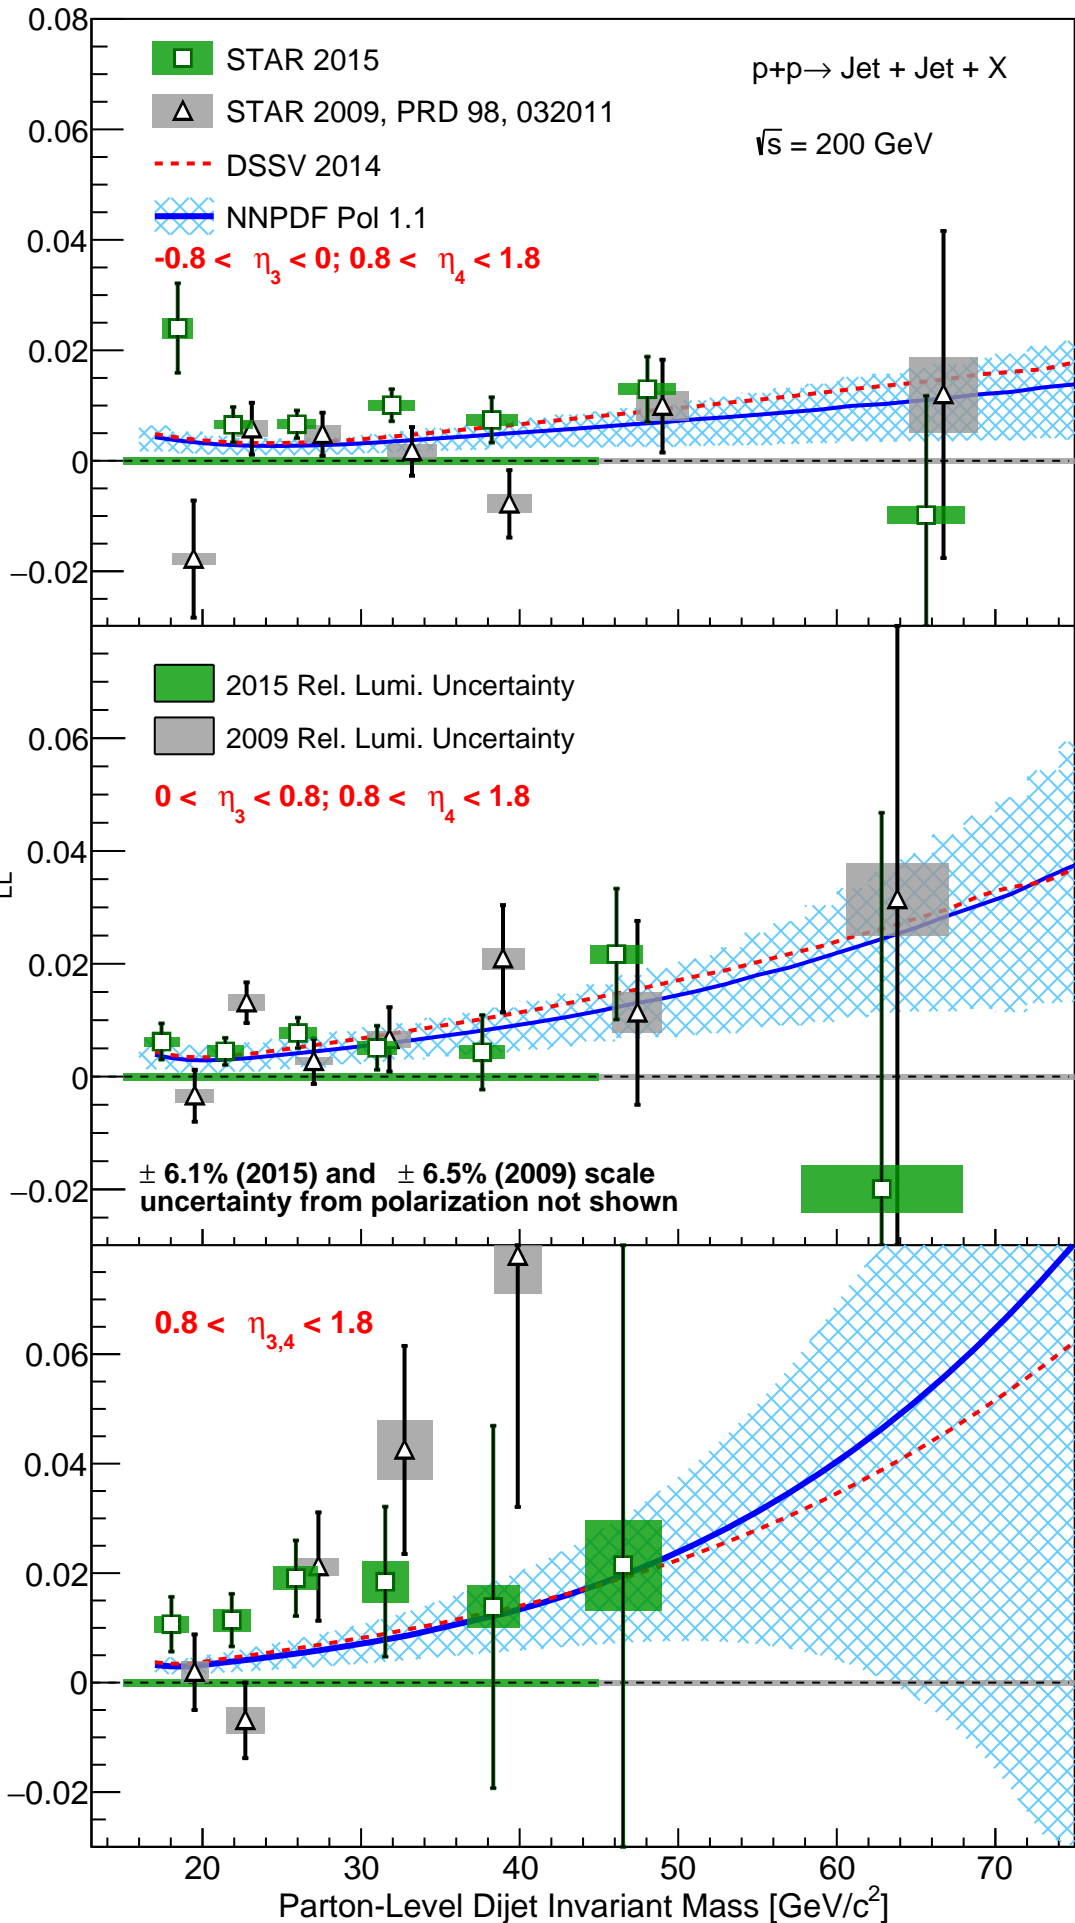 0.08
STAR 2015
p+p→ Jet + Jet + X
STAR 2009, PRD 98, 032011
0.06
√s = 200 GeV
DSSV 2014
NNPDF Pol 1.1
0.04
-0.8 < η3 < 0; 0.8 < η4 < 1.8
0.02
0
−0.02
2015 Rel. Lumi. Uncertainty
2009 Rel. Lumi. Uncertainty
0.06
0 < η3 < 0.8; 0.8 < η4 < 1.8
0.04
LL
0.02
0
± 6.1% (2015) and ± 6.5% (2009) scale
uncertainty from polarization not shown
−0.02
0.8 < η3,4 < 1.8
0.06
0.04
0.02
0
−0.02
20 30 40 50 60 70
Parton-Level Dijet Invariant Mass [GeV/c2]